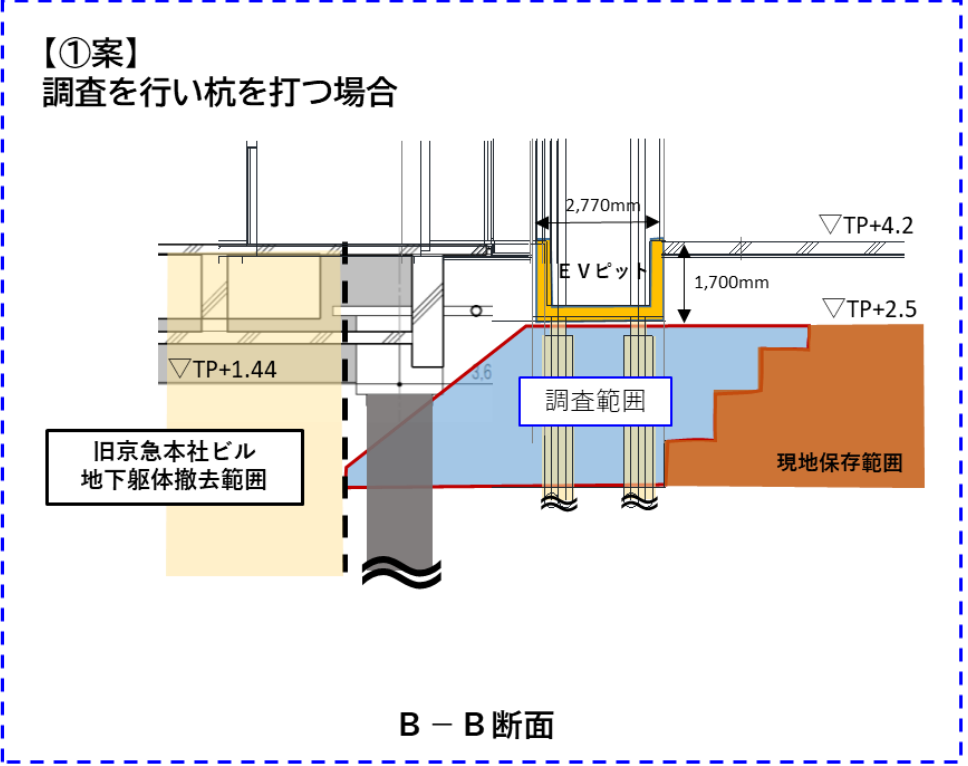 【①案】
調査を行い杭を打つ場合
2,770mm
▽TP+4.2
EVピット
1,700mm
▽TP+2.5
▽TP+1.44
3,6
調査範囲
旧京急本社ビル
地下躯体撤去範囲
現地保存範囲
B－B断面